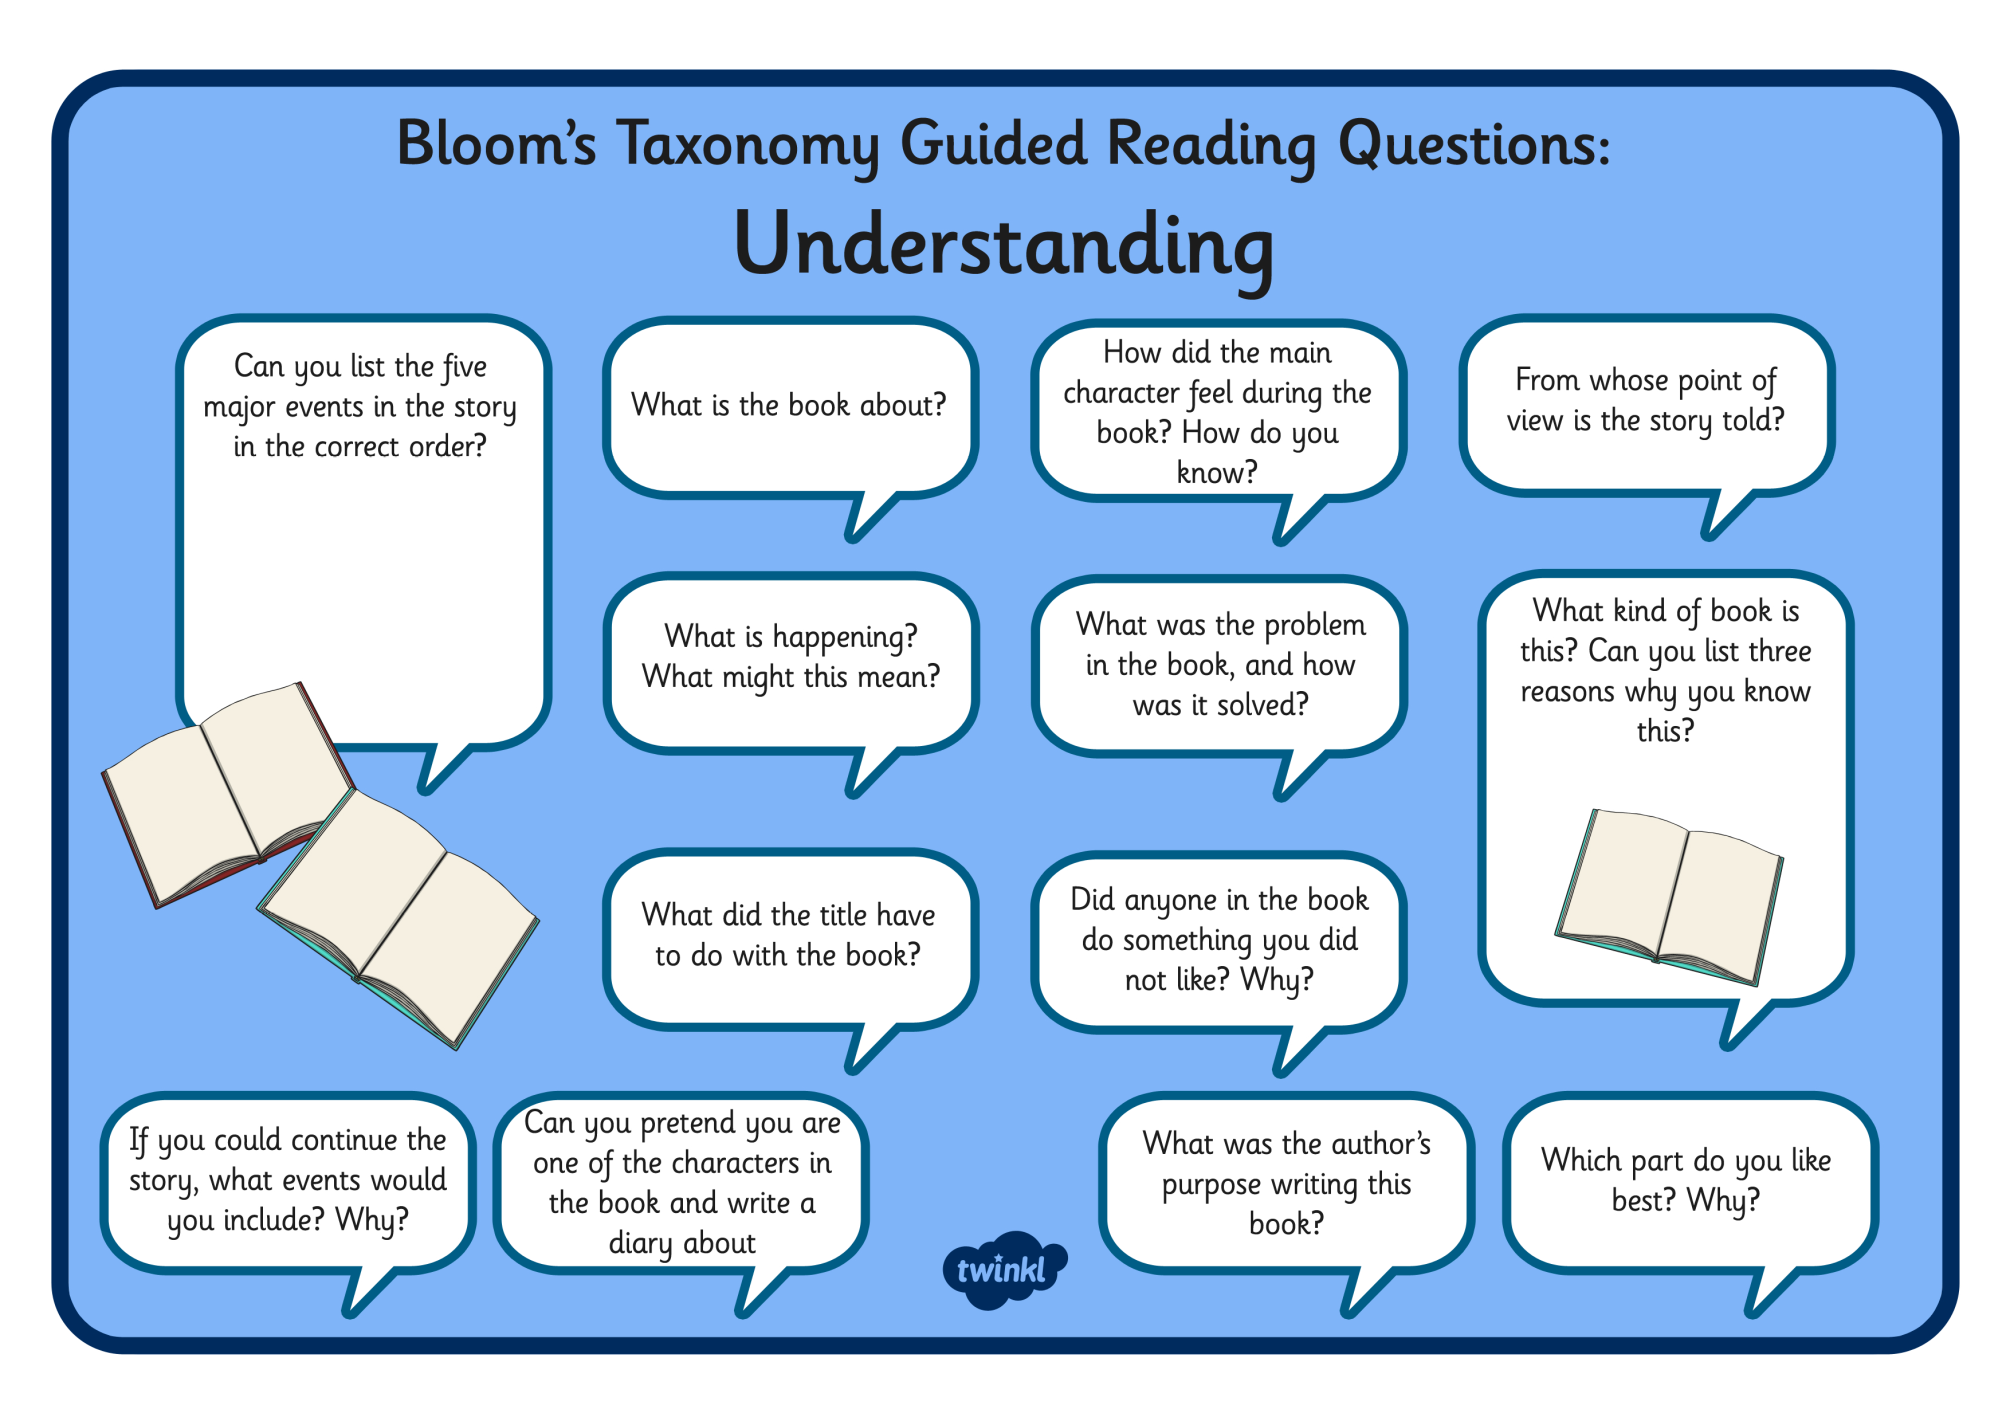 Bloom's Taxonomy Guided Reading Questions:
Understanding
Can you list the five
major events in the story
in the correct order?
What is the book about?
How did the main
character feel during the
book? How do you
know?
From whose point of
view is the story told?
What is happening?
What might this mean?
What was the problem
in the book, and how
was it solved?
What kind of book is
this? Can you list three
reasons why you know
this?
What did the title have
to do with the book?
Did anyone in the book
do something you did
not like? Why?
If you could continue the
story, what events would
you include? Why?
Can you pretend you are
one of the characters in
the book and write a
diary about
What was the author's
purpose writing this
book?
Which part do you like
best? Why?
twinkl